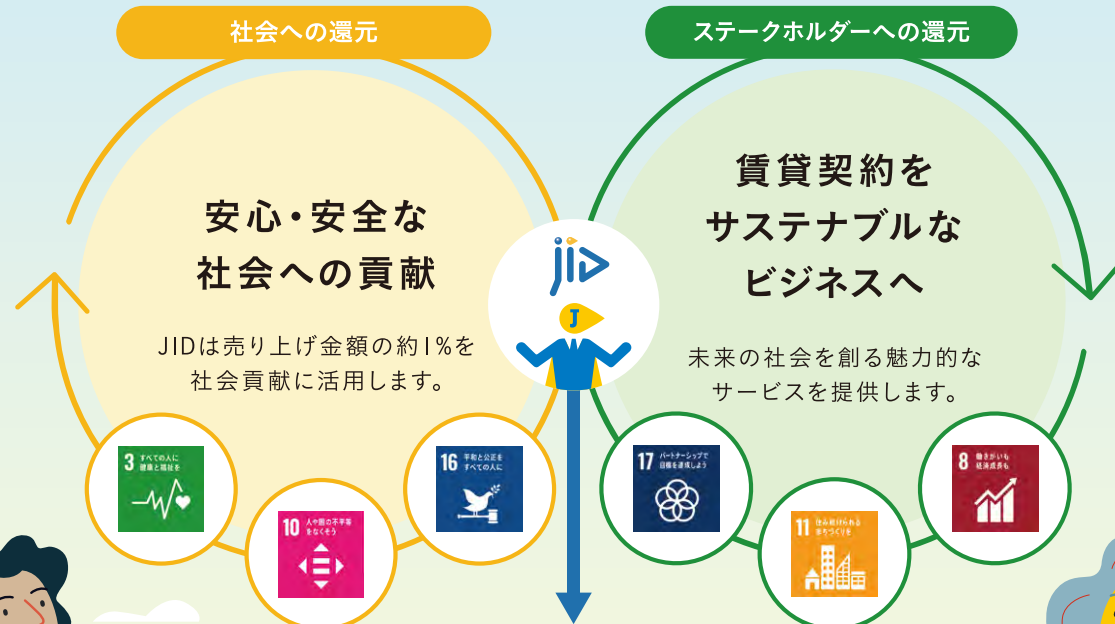 社会への還元
安心・安全な
社会への貢献
JIDは売り上げ金額の約1%を
社会貢献に活用します。
3 すべての人に
健康と福祉を
10 人や国の不平等
をなくそう
16 平和と公正を
すべての人に
JID
J
ステークホルダーへの還元
賃貸契約を
サステナブルな
ビジネスへ
未来の社会を創る魅力的な
サービスを提供します。
17 パートナーシップで
目標を達成しよう
11 住み続けられる
まちづくりを
8 働きがいも
経済成長も